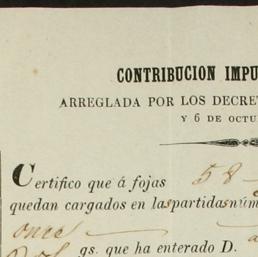 CONTRIBUCION IMPU
ARREGLADA POR LOS DECRE
Y 6 DE OCTU
Certifico que á fojas 58
quedan cargados en las partidas núm
once
gs. que ha enterado D.